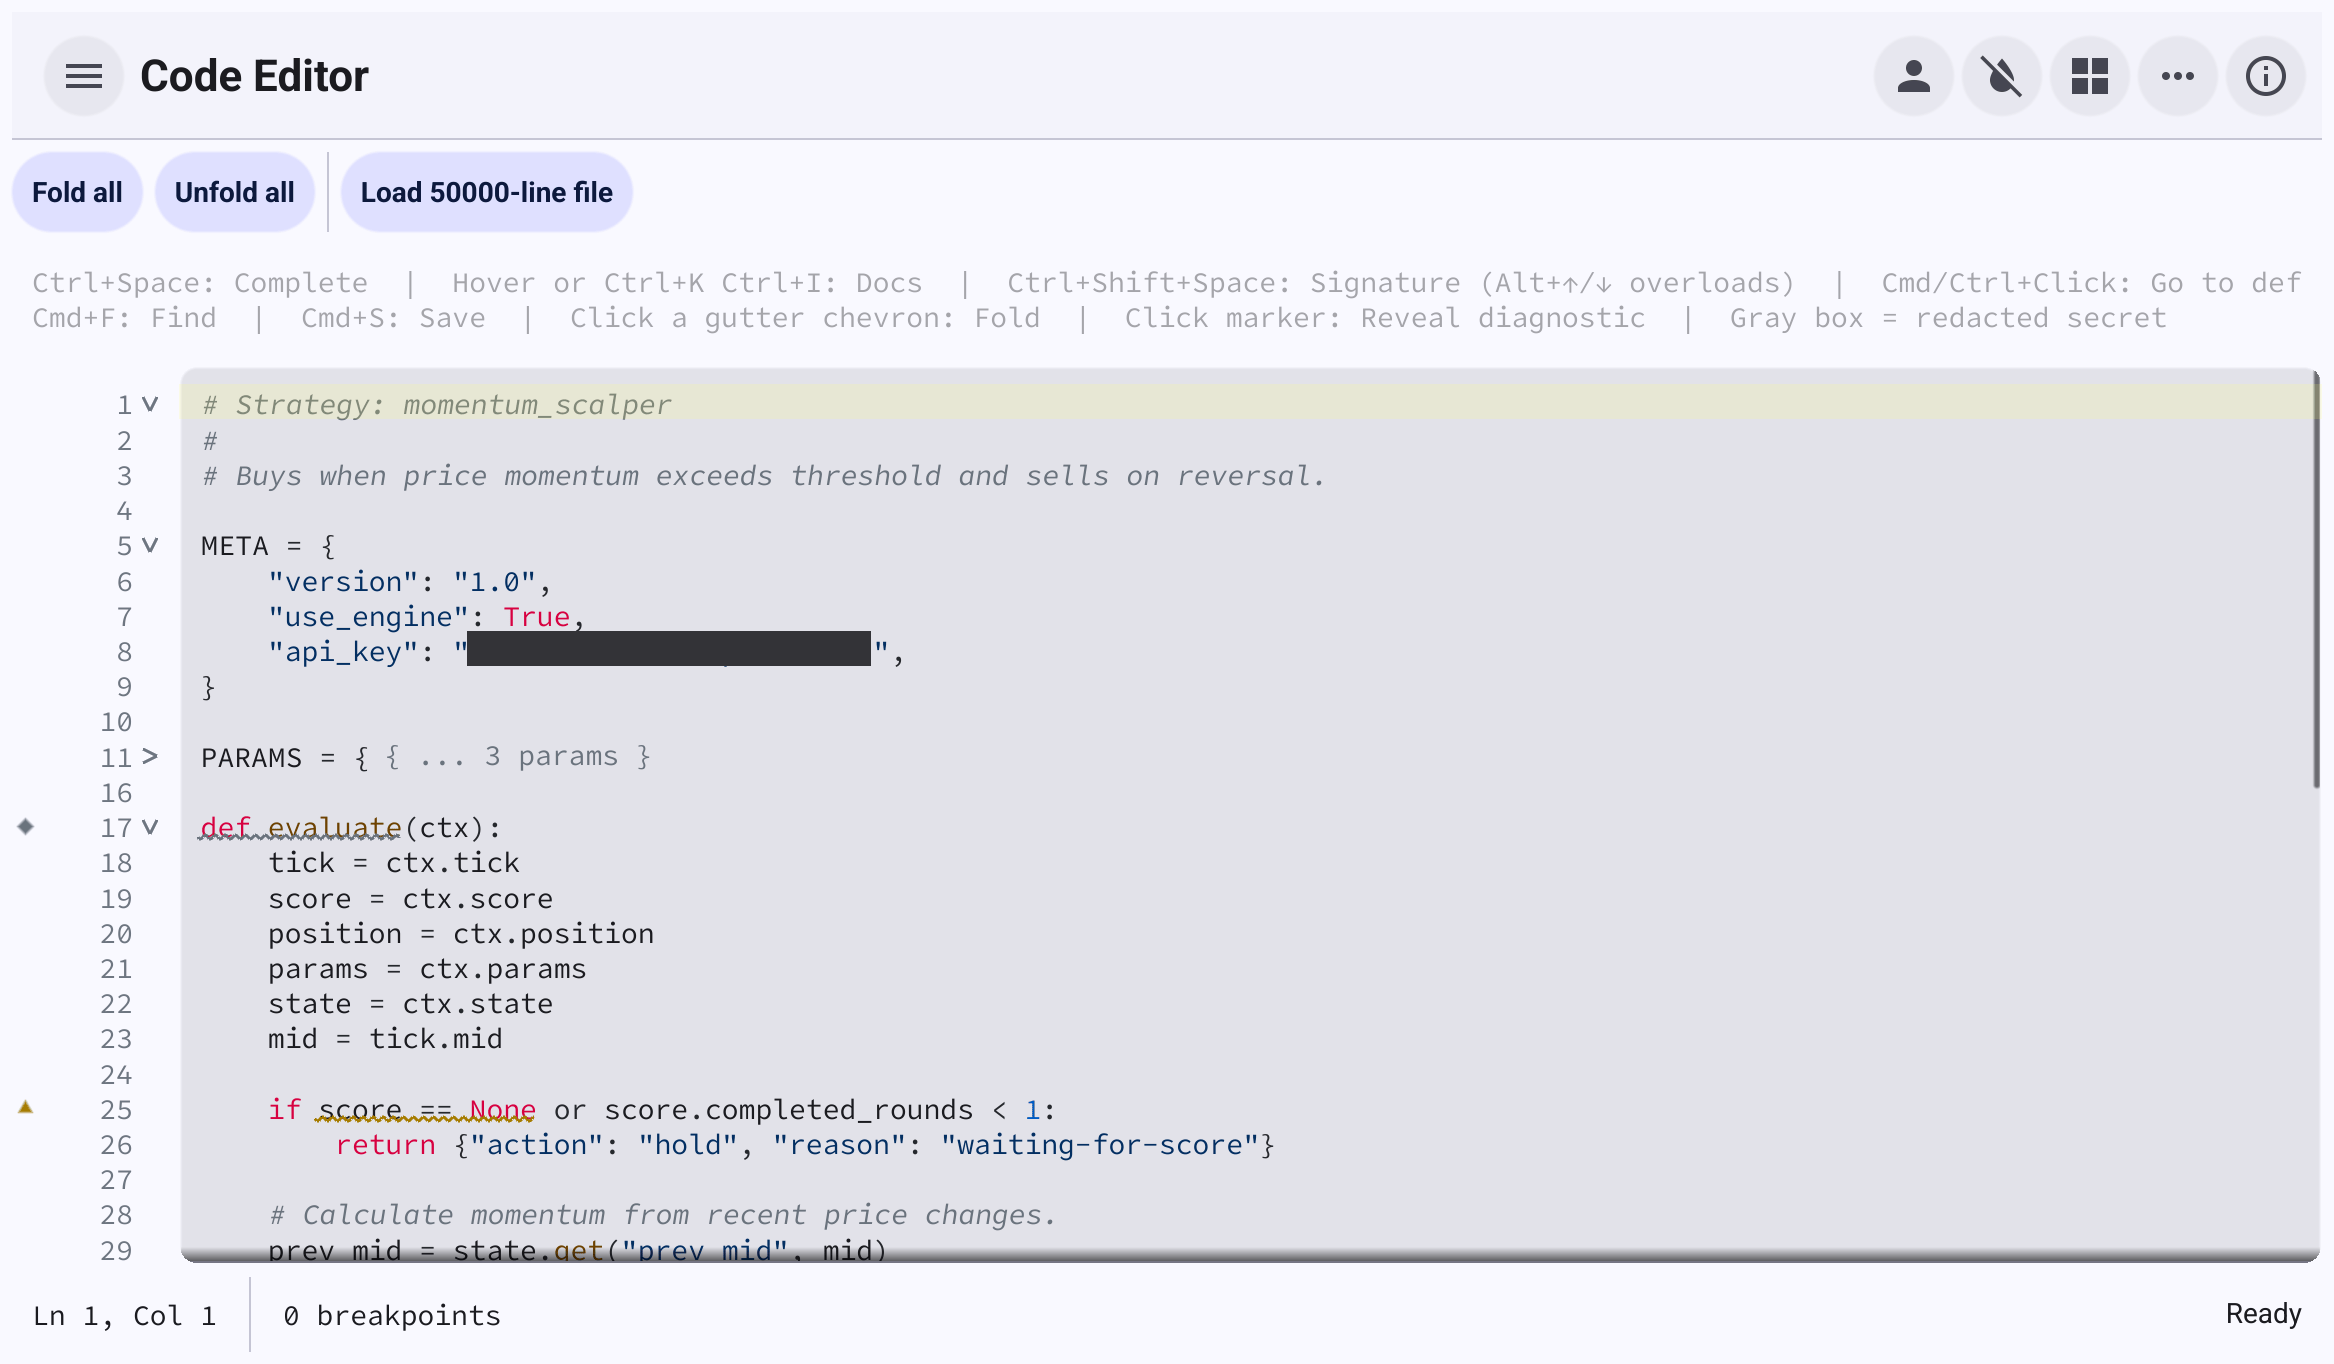 Code Editor
Fold all
Unfold all
Load 50000-line file
Ctrl+Space: Complete | Hover or Ctrl+K Ctrl+I: Docs | Ctrl+Shift+Space: Signature (Alt+↑/↓ overloads) | Cmd/Ctrl+Click: Go to def
Cmd+F: Find | Cmd+S: Save | Click a gutter chevron: Fold | Click marker: Reveal diagnostic | Gray box = redacted secret
1 # Strategy: momentum_scalper
2 #
3 # Buys when price momentum exceeds threshold and sells on reversal.
4
5 META = {
6     "version": "1.0",
7     "use_engine": True,
8     "api_key": "",
9 }
10
11 PARAMS = { { ... 3 params }
16
17 def evaluate(ctx):
18     tick = ctx.tick
19     score = ctx.score
20     position = ctx.position
21     params = ctx.params
22     state = ctx.state
23     mid = tick.mid
24
25     if score == None or score.completed_rounds < 1:
26         return {"action": "hold", "reason": "waiting-for-score"}
27
28     # Calculate momentum from recent price changes.
29     prev_mid = state.get("prev_mid", mid)
Ln 1, Col 1
0 breakpoints
Ready